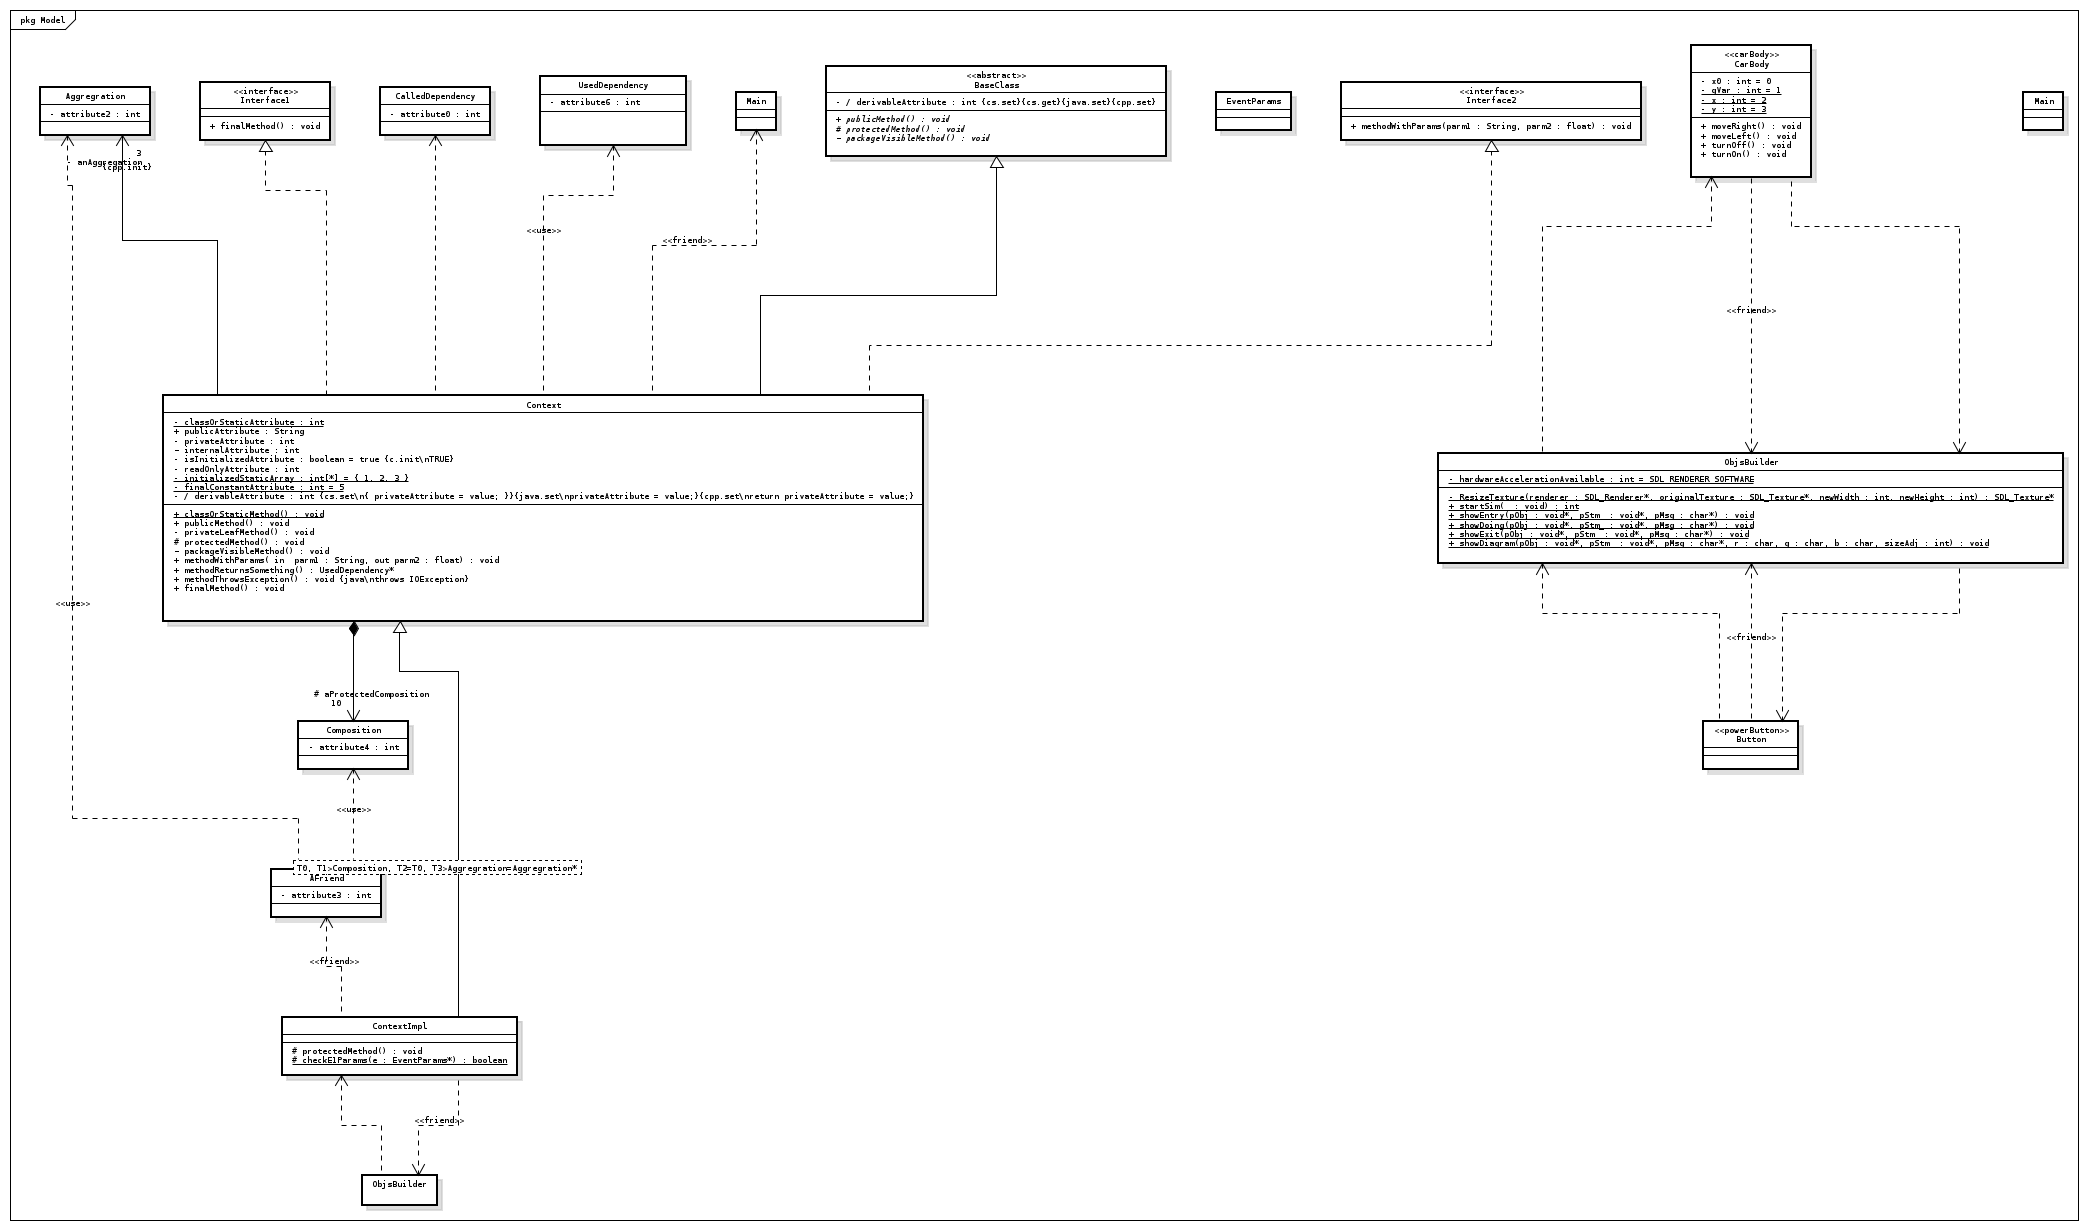 pkg Model
Aggregration
- attribute2 : int
<<interface>>
Interface1
+ finalMethod() : void
CalledDependency
- attribute0 : int
UsedDependency
- attribute6 : int
Main
<<abstract>>
BaseClass
- / derivableAttribute : int {cs.set}{cs.get}{java.set}{cpp.set}
+ publicMethod() : void
# protectedMethod() : void
~ packageVisibleMethod() : void
EventParams
<<interface>>
Interface2
+ methodWithParams(parm1 : String, parm2 : float) : void
<<carBody>>
CarBody
- x0 : int = 0
- gVar : int = 1
- x : int = 2
- y : int = 3
+ moveRight() : void
+ moveLeft() : void
+ turnOff() : void
+ turnOn() : void
Main
3
- anAggregation
{cpp.init}
<<use>>
<<friend>>
<<friend>>
Context
- classOrStaticAttribute : int
+ publicAttribute : String
- privateAttribute : int
~ internalAttribute : int
- isInitializedAttribute : boolean = true {c.init\nTRUE}
- readOnlyAttribute : int
- initializedStaticArray : int[*] = { 1, 2, 3 }
- finalConstantAttribute : int = 5
- / derivableAttribute : int {cs.set\n{ privateAttribute = value; }}{java.set\nprivateAttribute = value;}{cpp.set\nreturn privateAttribute = value;}
+ classOrStaticMethod() : void
+ publicMethod() : void
- privateLeafMethod() : void
# protectedMethod() : void
~ packageVisibleMethod() : void
+ methodWithParams( in  parm1 : String, out parm2 : float) : void
+ methodReturnsSomething() : UsedDependency*
+ methodThrowsException() : void {java\nthrows IOException}
+ finalMethod() : void
ObjsBuilder
- hardwareAccelerationAvailable : int = SDL_RENDERER_SOFTWARE
- ResizeTexture(renderer : SDL_Renderer*, originalTexture : SDL_Texture*, newWidth : int, newHeight : int) : SDL_Texture*
+ startSim( _ : void) : int
+ showEntry(pObj : void*, pStm_ : void*, pMsg : char*) : void
+ showDoing(pObj : void*, pStm_ : void*, pMsg : char*) : void
+ showExit(pObj : void*, pStm_ : void*, pMsg : char*) : void
+ showDiagram(pObj : void*, pStm_ : void*, pMsg : char*, r : char, g : char, b : char, sizeAdj : int) : void
<<use>>
<<friend>>
# aProtectedComposition
10
Composition
- attribute4 : int
<<powerButton>>
Button
<<use>>
T0, T1>Composition, T2=T0, T3>Aggregration=Aggregration*
AFriend
- attribute3 : int
<<friend>>
ContextImpl
# protectedMethod() : void
# checkE1Params(e : EventParams*) : boolean
<<friend>>
ObjsBuilder